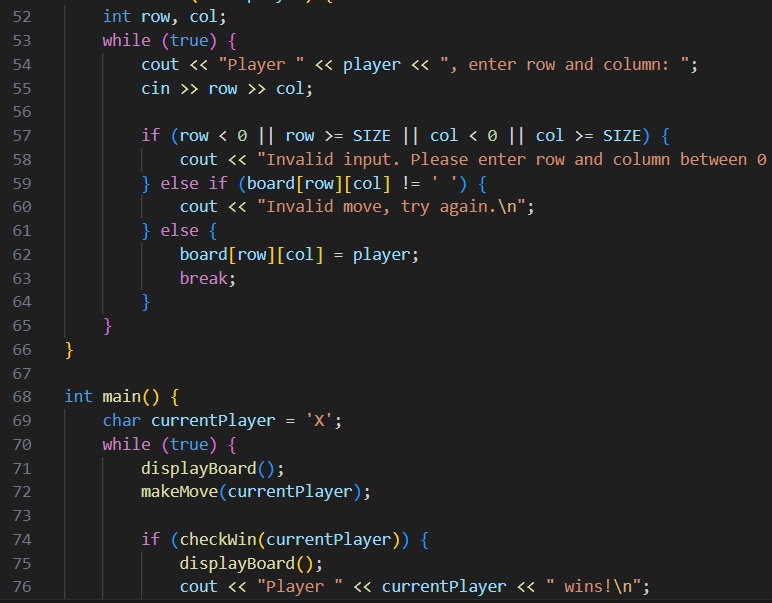 52 int row, col;
53 while (true) {
54 cout << "Player " << player << ", enter row and column: ";
55 cin >> row >> col;
56
57 if (row < 0 || row >= SIZE || col < 0 || col >= SIZE) {
58 cout << "Invalid input. Please enter row and column between 0
59 } else if (board[row][col] != ' ') {
60 cout << "Invalid move, try again.\n";
61 } else {
62 board[row][col] = player;
63 break;
64 }
65 }
66 }
67
68 int main() {
69 char currentPlayer = 'X';
70 while (true) {
71 displayBoard();
72 makeMove(currentPlayer);
73
74 if (checkWin(currentPlayer)) {
75 displayBoard();
76 cout << "Player " << currentPlayer << " wins!\n";